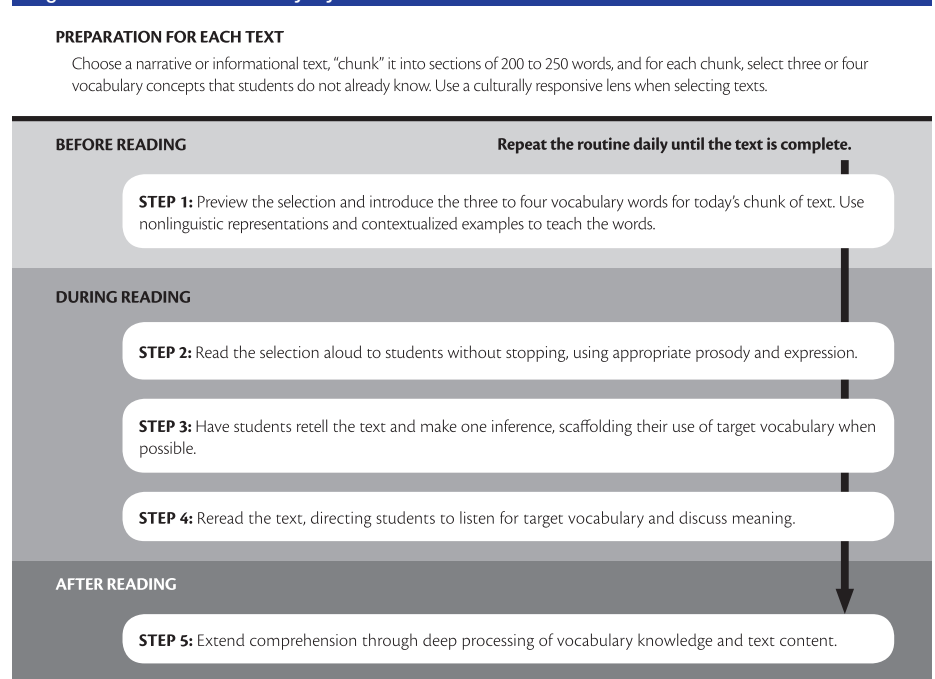 PREPARATION FOR EACH TEXT
Choose a narrative or informational text, “chunk” it into sections of 200 to 250 words, and for each chunk, select three or four
vocabulary concepts that students do not already know. Use a culturally responsive lens when selecting texts.
BEFORE READING
Repeat the routine daily until the text is complete.
STEP 1: Preview the selection and introduce the three to four vocabulary words for today’s chunk of text. Use
nonlinguistic representations and contextualized examples to teach the words.
DURING READING
STEP 2: Read the selection aloud to students without stopping, using appropriate prosody and expression.
STEP 3: Have students retell the text and make one inference, scaffolding their use of target vocabulary when
possible.
STEP 4: Reread the text, directing students to listen for target vocabulary and discuss meaning.
AFTER READING
STEP 5: Extend comprehension through deep processing of vocabulary knowledge and text content.